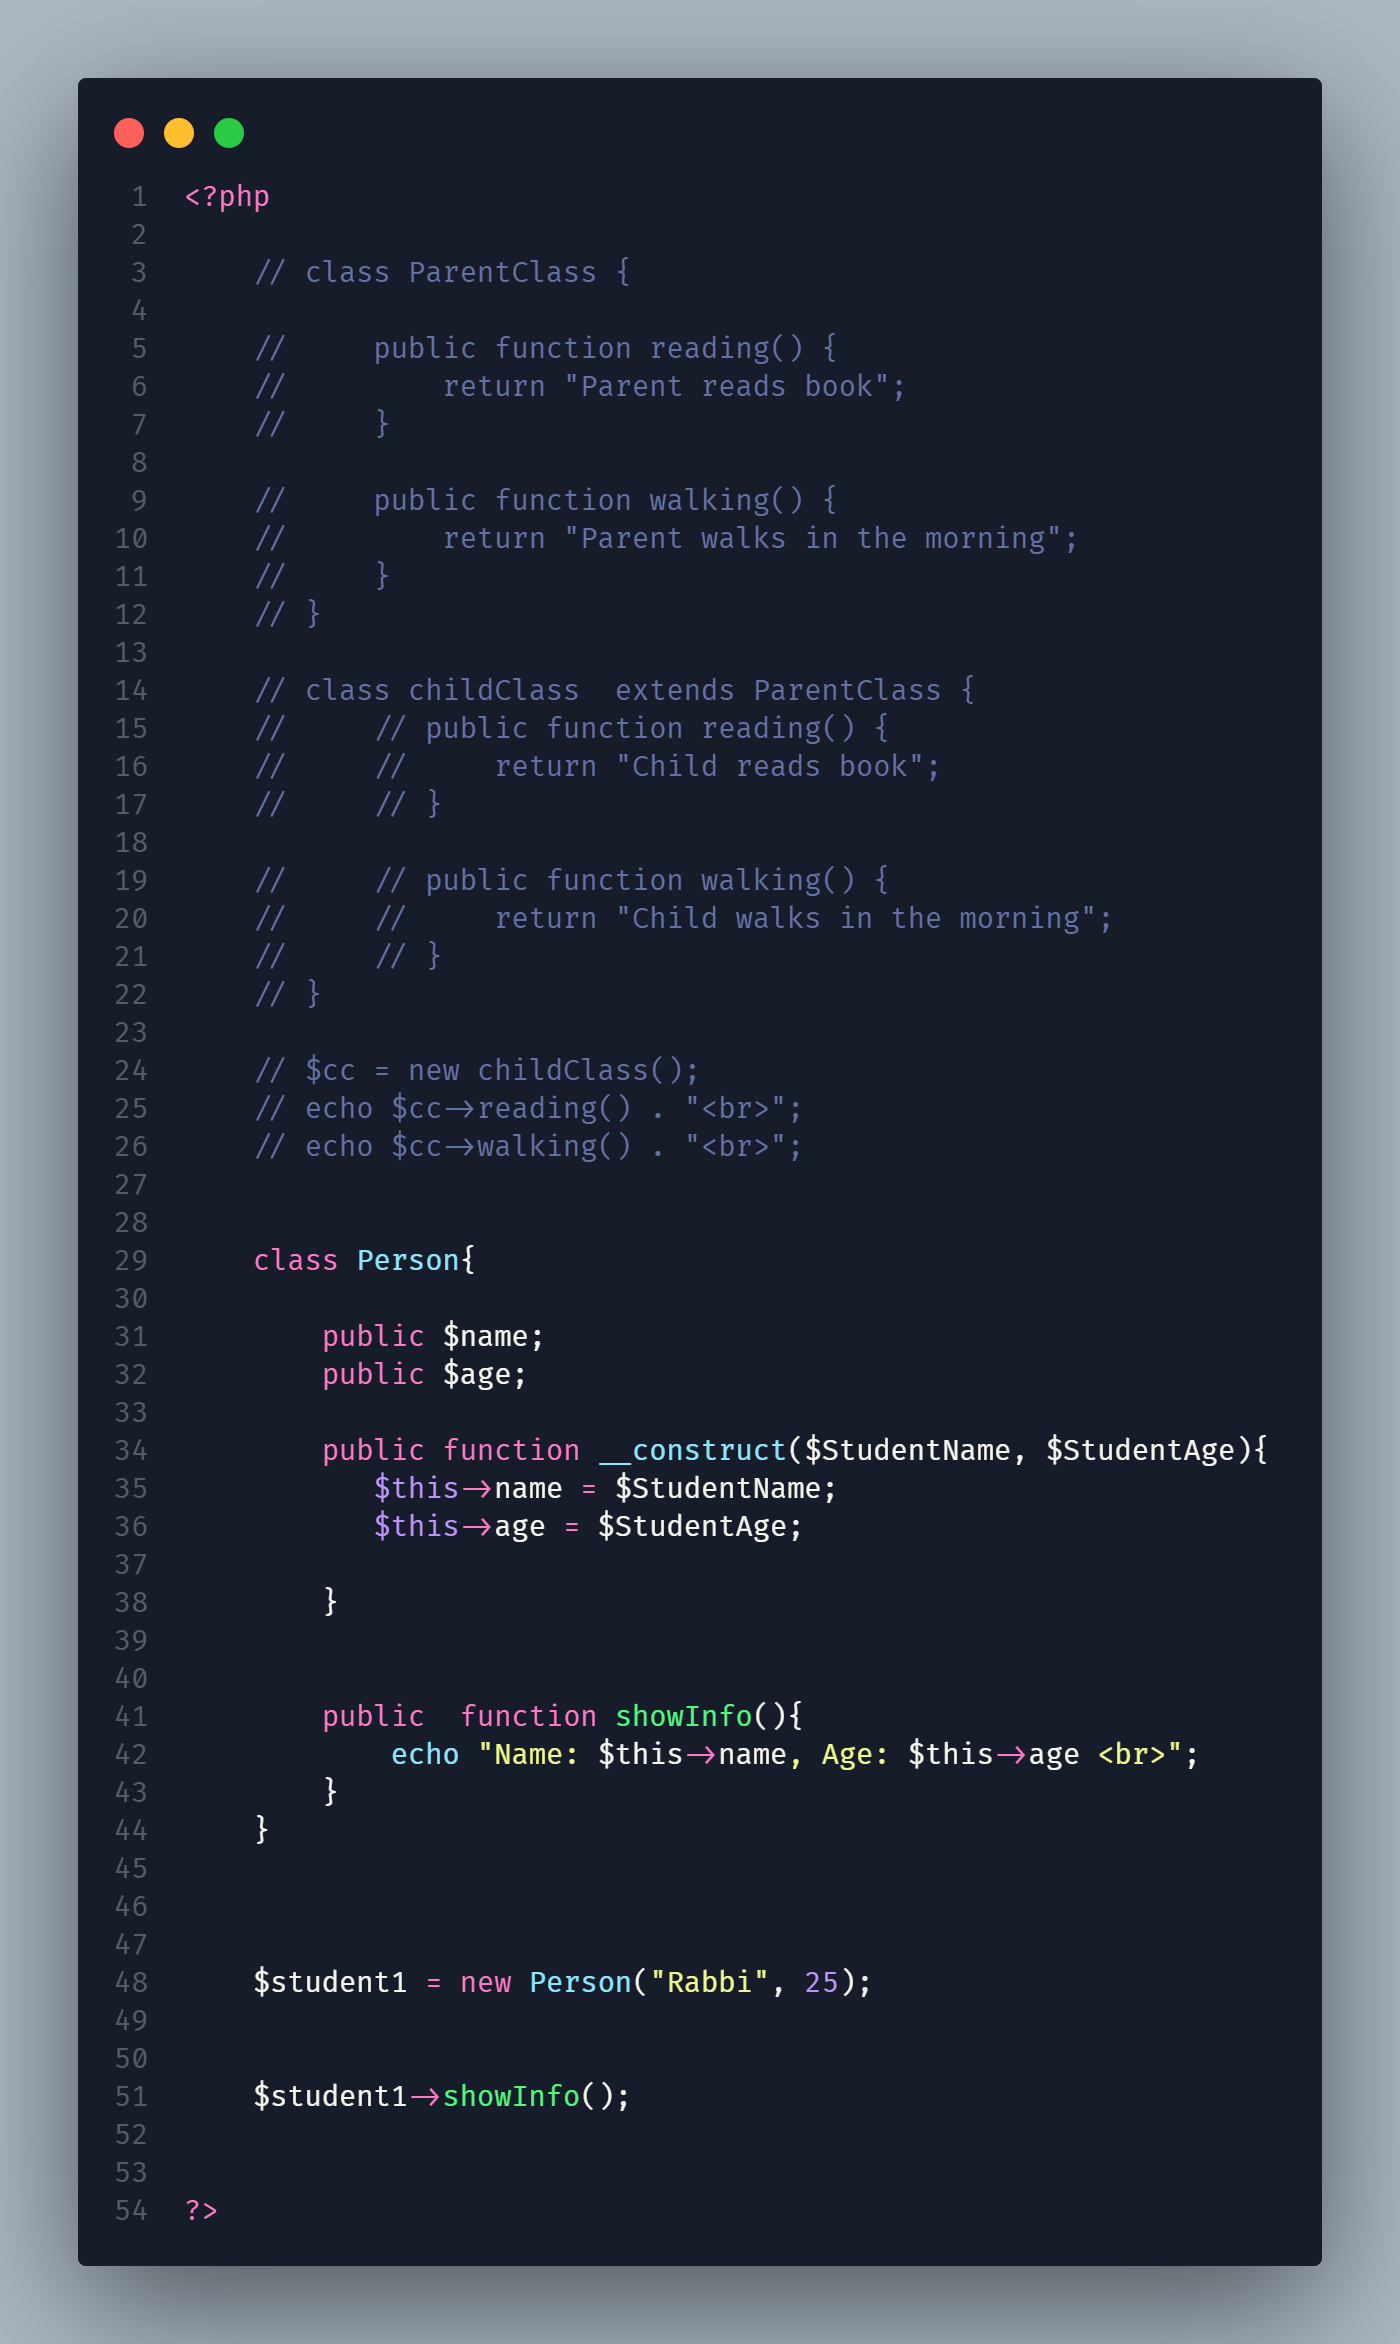 1 <?php
2
3     // class ParentClass {
4
5     //     public function reading() {
6     //         return "Parent reads book";
7     //     }
8
9     //     public function walking() {
10     //         return "Parent walks in the morning";
11     //     }
12     // }
13
14     // class childClass  extends ParentClass {
15     //     // public function reading() {
16     //     //     return "Child reads book";
17     //     // }
18
19     //     // public function walking() {
20     //     //     return "Child walks in the morning";
21     //     // }
22     // }
23
24     // $cc = new childClass();
25     // echo $cc->reading() . "<br>";
26     // echo $cc->walking() . "<br>";
27
28
29     class Person{
30
31         public $name;
32         public $age;
33
34         public function __construct($StudentName, $StudentAge){
35            $this->name = $StudentName;
36            $this->age = $StudentAge;
37
38         }
39
40
41         public  function showInfo(){
42             echo "Name: $this->name, Age: $this->age <br>";
43         }
44     }
45
46
47
48     $student1 = new Person("Rabbi", 25);
49
50
51     $student1->showInfo();
52
53
54 ?>